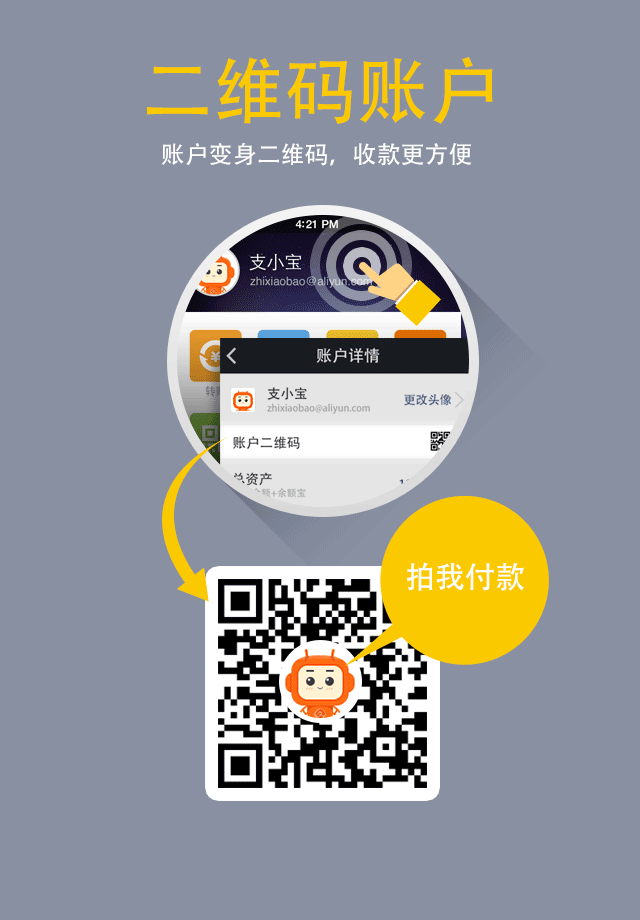 二维码账户
账户变身二维码，收款更方便
4:21 PM
支小宝
zhixiaobao@aliyun.com
转账
账户详情
支小宝
zhixiaobao@aliyun.com
更改头像
账户二维码
总资产
余额+余额宝
拍我付款